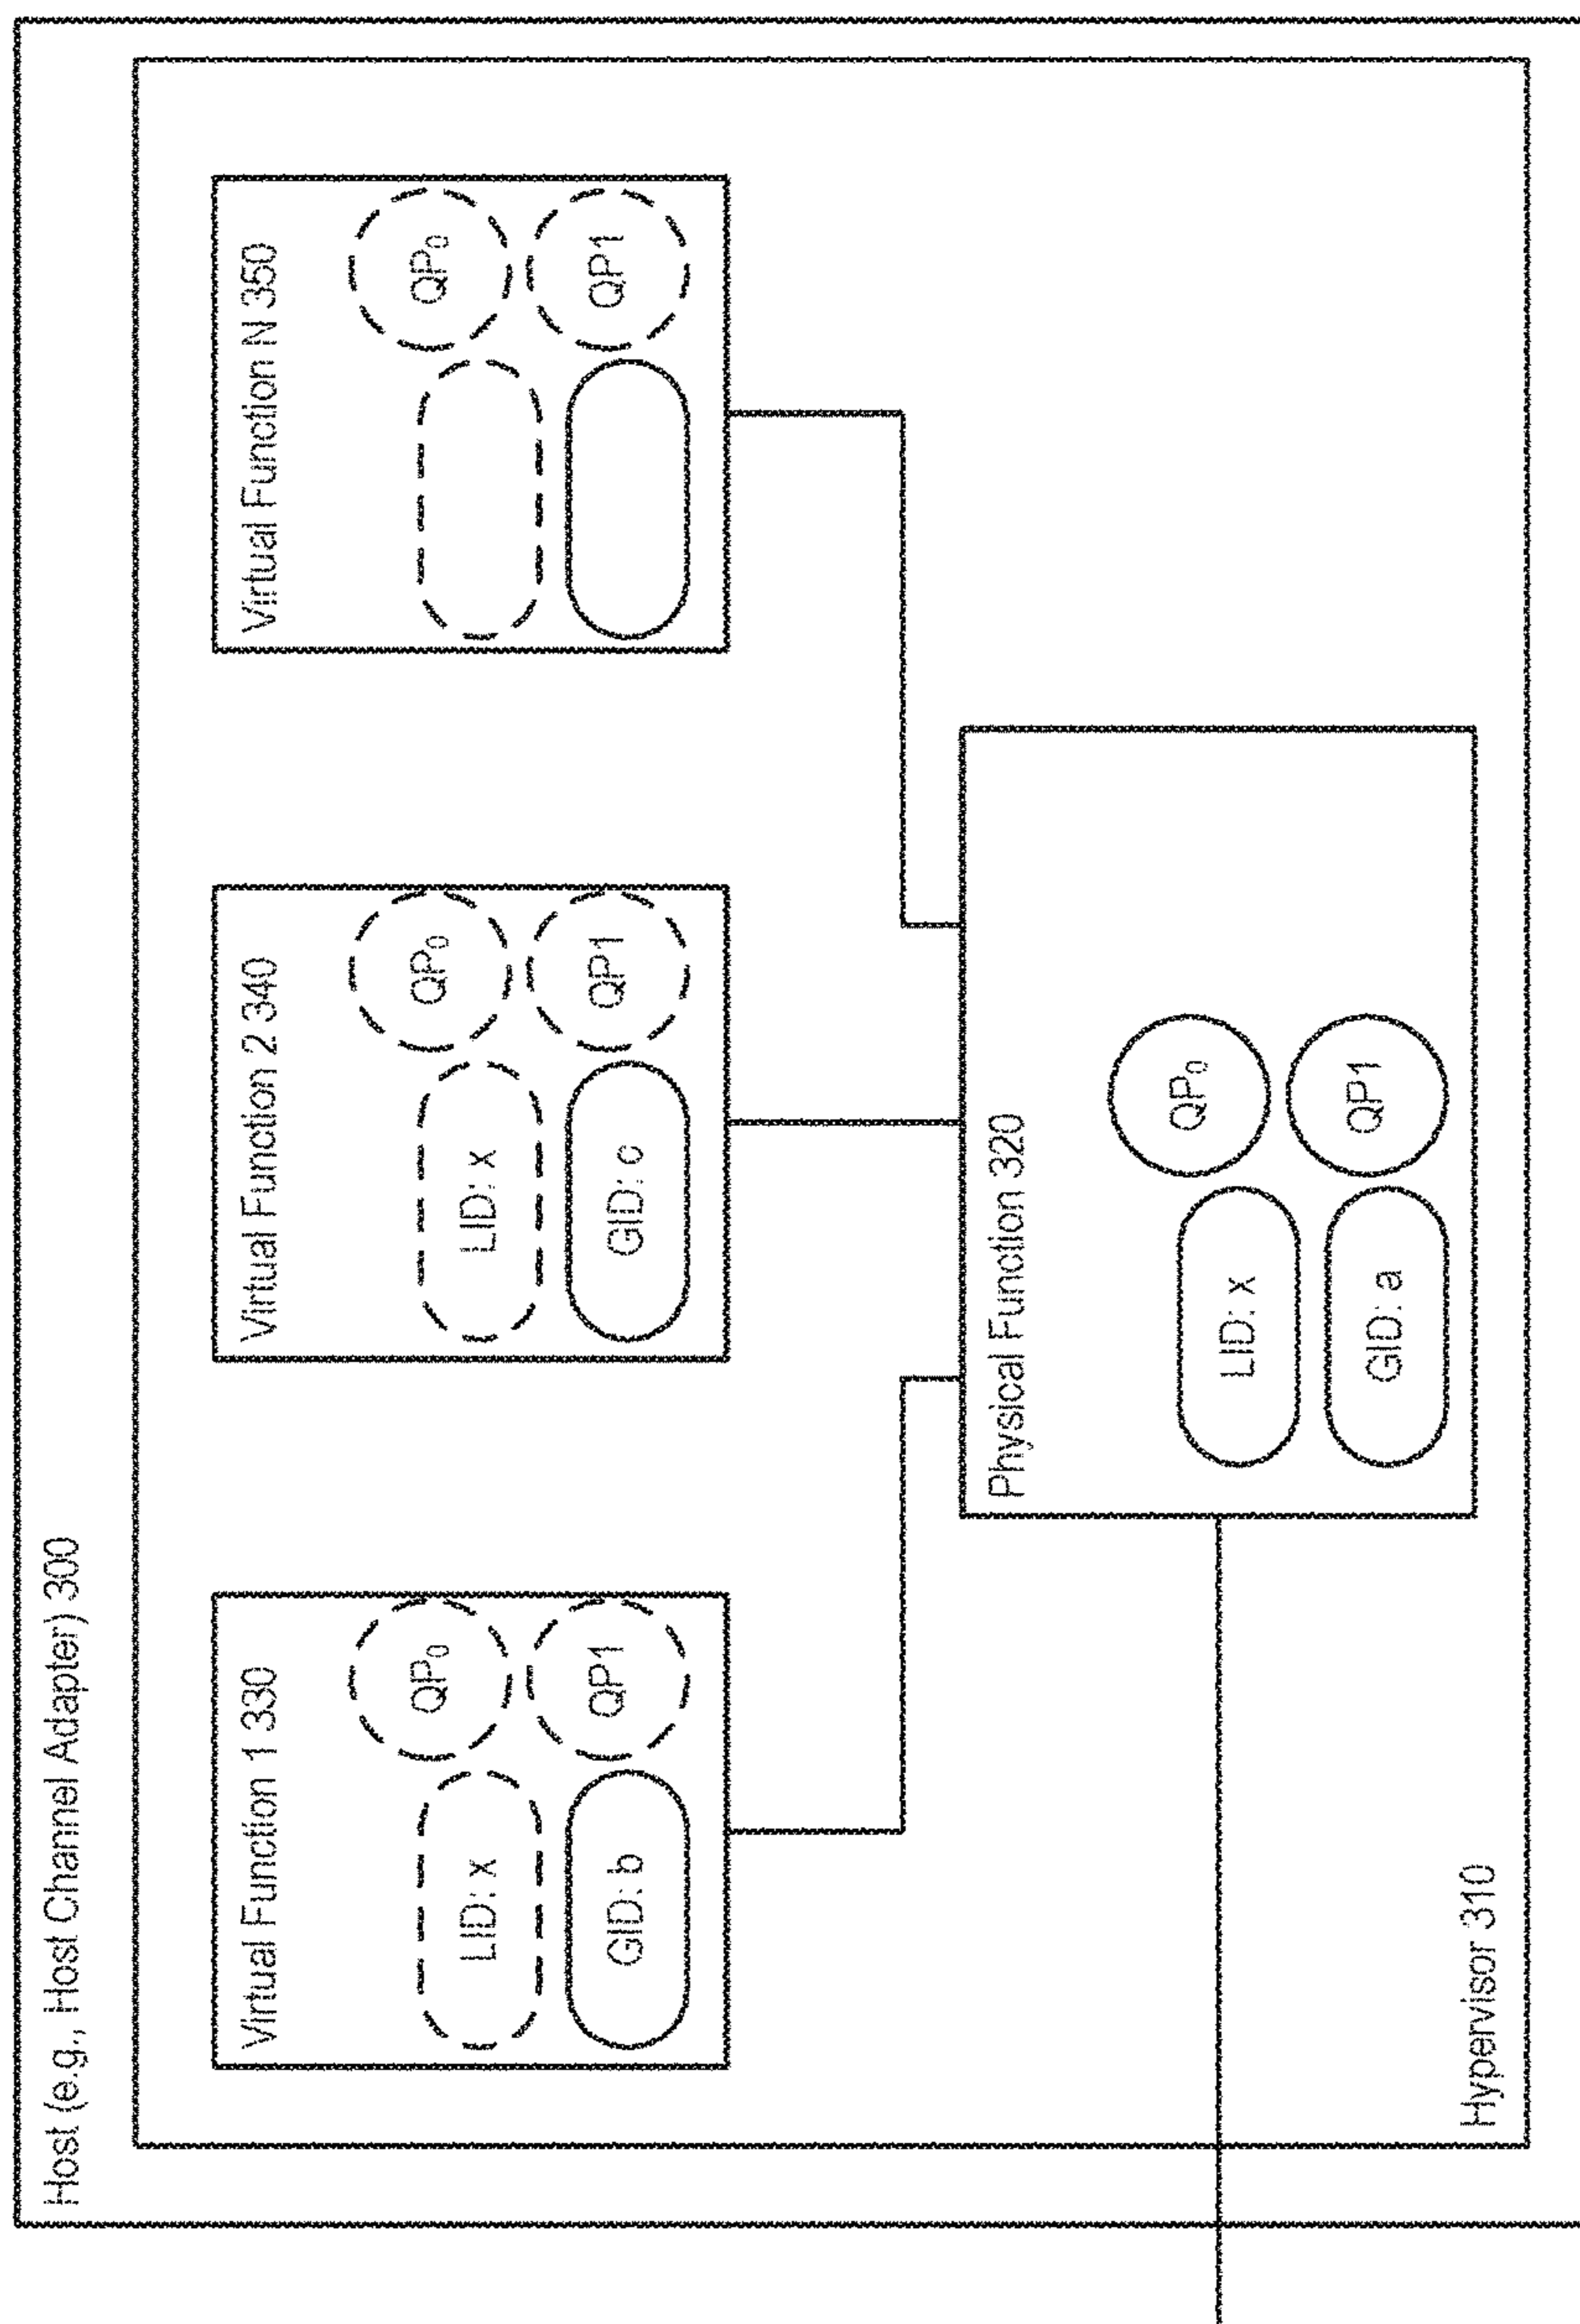 Host (e.g., Host Channel Adapter) 300
Virtual Function 1 330
QP0
LID: x
QP1
GID: b
Virtual Function 2 340
QP0
LID: x
QP1
GID: c
Virtual Function N 350
QP0
QP1
Physical Function 320
QP0
LID: x
QP1
GID: a
Hypervisor 310